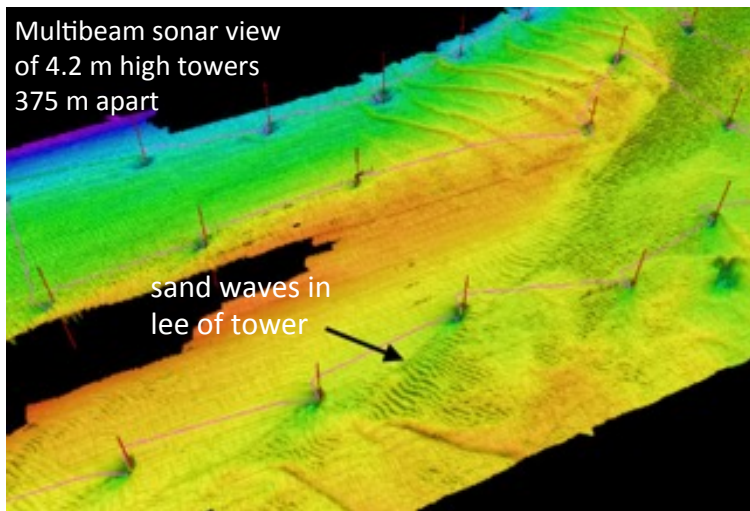 Multibeam sonar view
of 4.2 m high towers
375 m apart
sand waves in
lee of tower